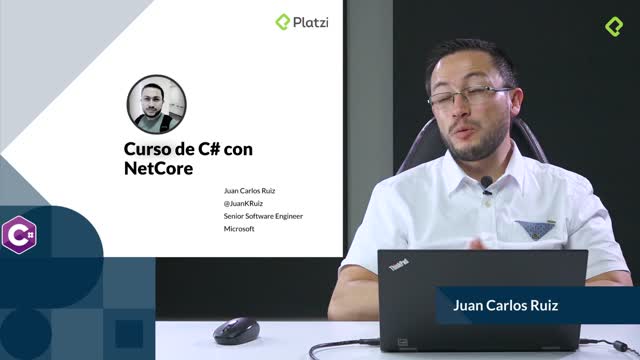 Platzi
Curso de C# con
NetCore
Juan Carlos Ruiz
@JuanKRuiz
Senior Software Engineer
Microsoft
C#
ThinkPad
Juan Carlos Ruiz